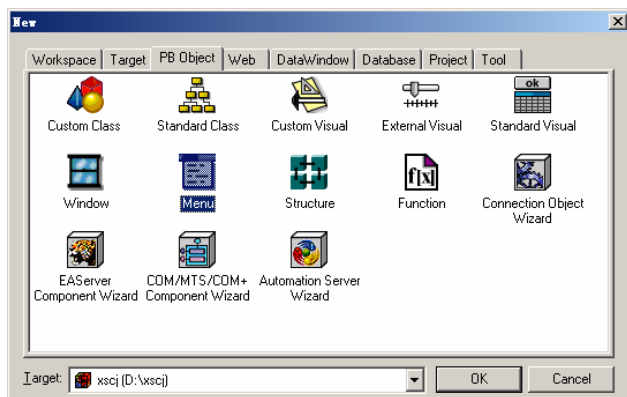 New
Workspace Target PB Object Web DataWindow Database Project Tool
ok
Custom Class Standard Class Custom Visual External Visual Standard Visual
f[x]
Window Menu Structure Function Connection Object
Wizard
EAServer COM/MTS/COM+ Automation Server
Component Wizard Component Wizard Wizard
Target: xscj (D:\xscj) OK Cancel